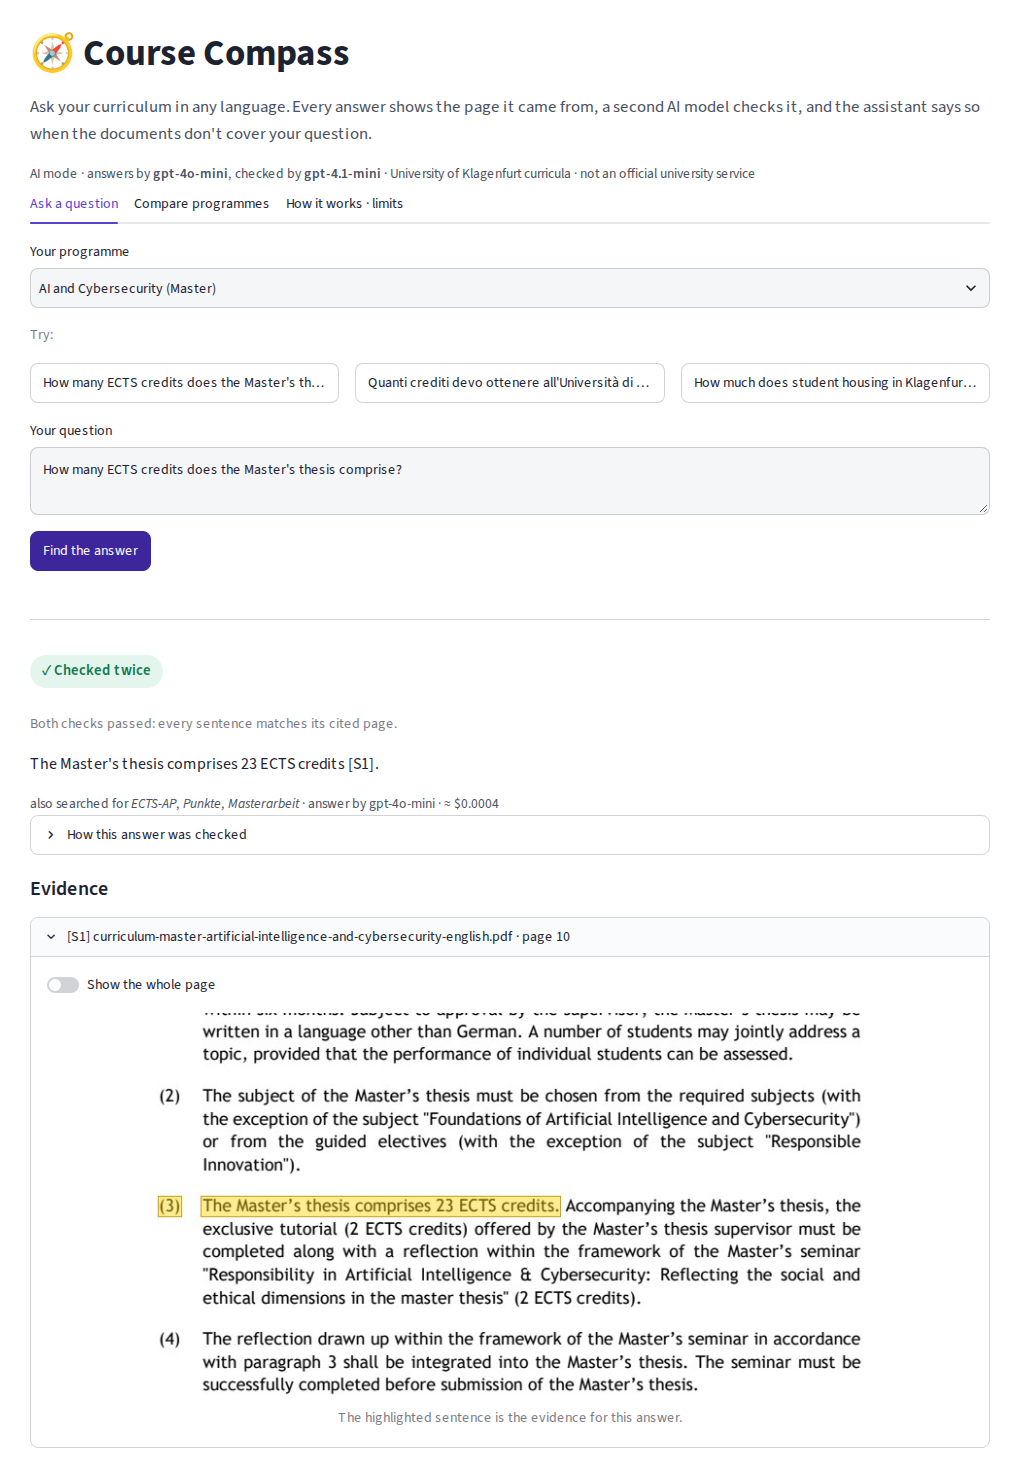 Course Compass
Ask your curriculum in any language. Every answer shows the page it came from, a second AI model checks it, and the assistant says so
when the documents don't cover your question.
AI mode · answers by gpt-4o-mini, checked by gpt-4.1-mini · University of Klagenfurt curricula · not an official university service
Ask a question Compare programmes How it works · limits
Your programme
AI and Cybersecurity (Master)
Try:
How many ECTS credits does the Master's th… Quanti crediti devo ottenere all'Università di … How much does student housing in Klagenfur…
Your question
How many ECTS credits does the Master's thesis comprise?
Find the answer
✓ Checked twice
Both checks passed: every sentence matches its cited page.
The Master's thesis comprises 23 ECTS credits [S1].
also searched for ECTS-AP, Punkte, Masterarbeit · answer by gpt-4o-mini · ≈ $0.0004
How this answer was checked
Evidence
[S1] curriculum-master-artificial-intelligence-and-cybersecurity-english.pdf · page 10
Show the whole page
within six months. Subject to approval by the supervisor, the Master's thesis may be
written in a language other than German. A number of students may jointly address a
topic, provided that the performance of individual students can be assessed.
(2) The subject of the Master's thesis must be chosen from the required subjects (with
the exception of the subject "Foundations of Artificial Intelligence and Cybersecurity")
or from the guided electives (with the exception of the subject "Responsible
Innovation").
(3) The Master's thesis comprises 23 ECTS credits. Accompanying the Master's thesis, the
exclusive tutorial (2 ECTS credits) offered by the Master's thesis supervisor must be
completed along with a reflection within the framework of the Master's seminar
"Responsibility in Artificial Intelligence & Cybersecurity: Reflecting the social and
ethical dimensions in the master thesis" (2 ECTS credits).
(4) The reflection drawn up within the framework of the Master's seminar in accordance
with paragraph 3 shall be integrated into the Master's thesis. The seminar must be
successfully completed before submission of the Master's thesis.
The highlighted sentence is the evidence for this answer.